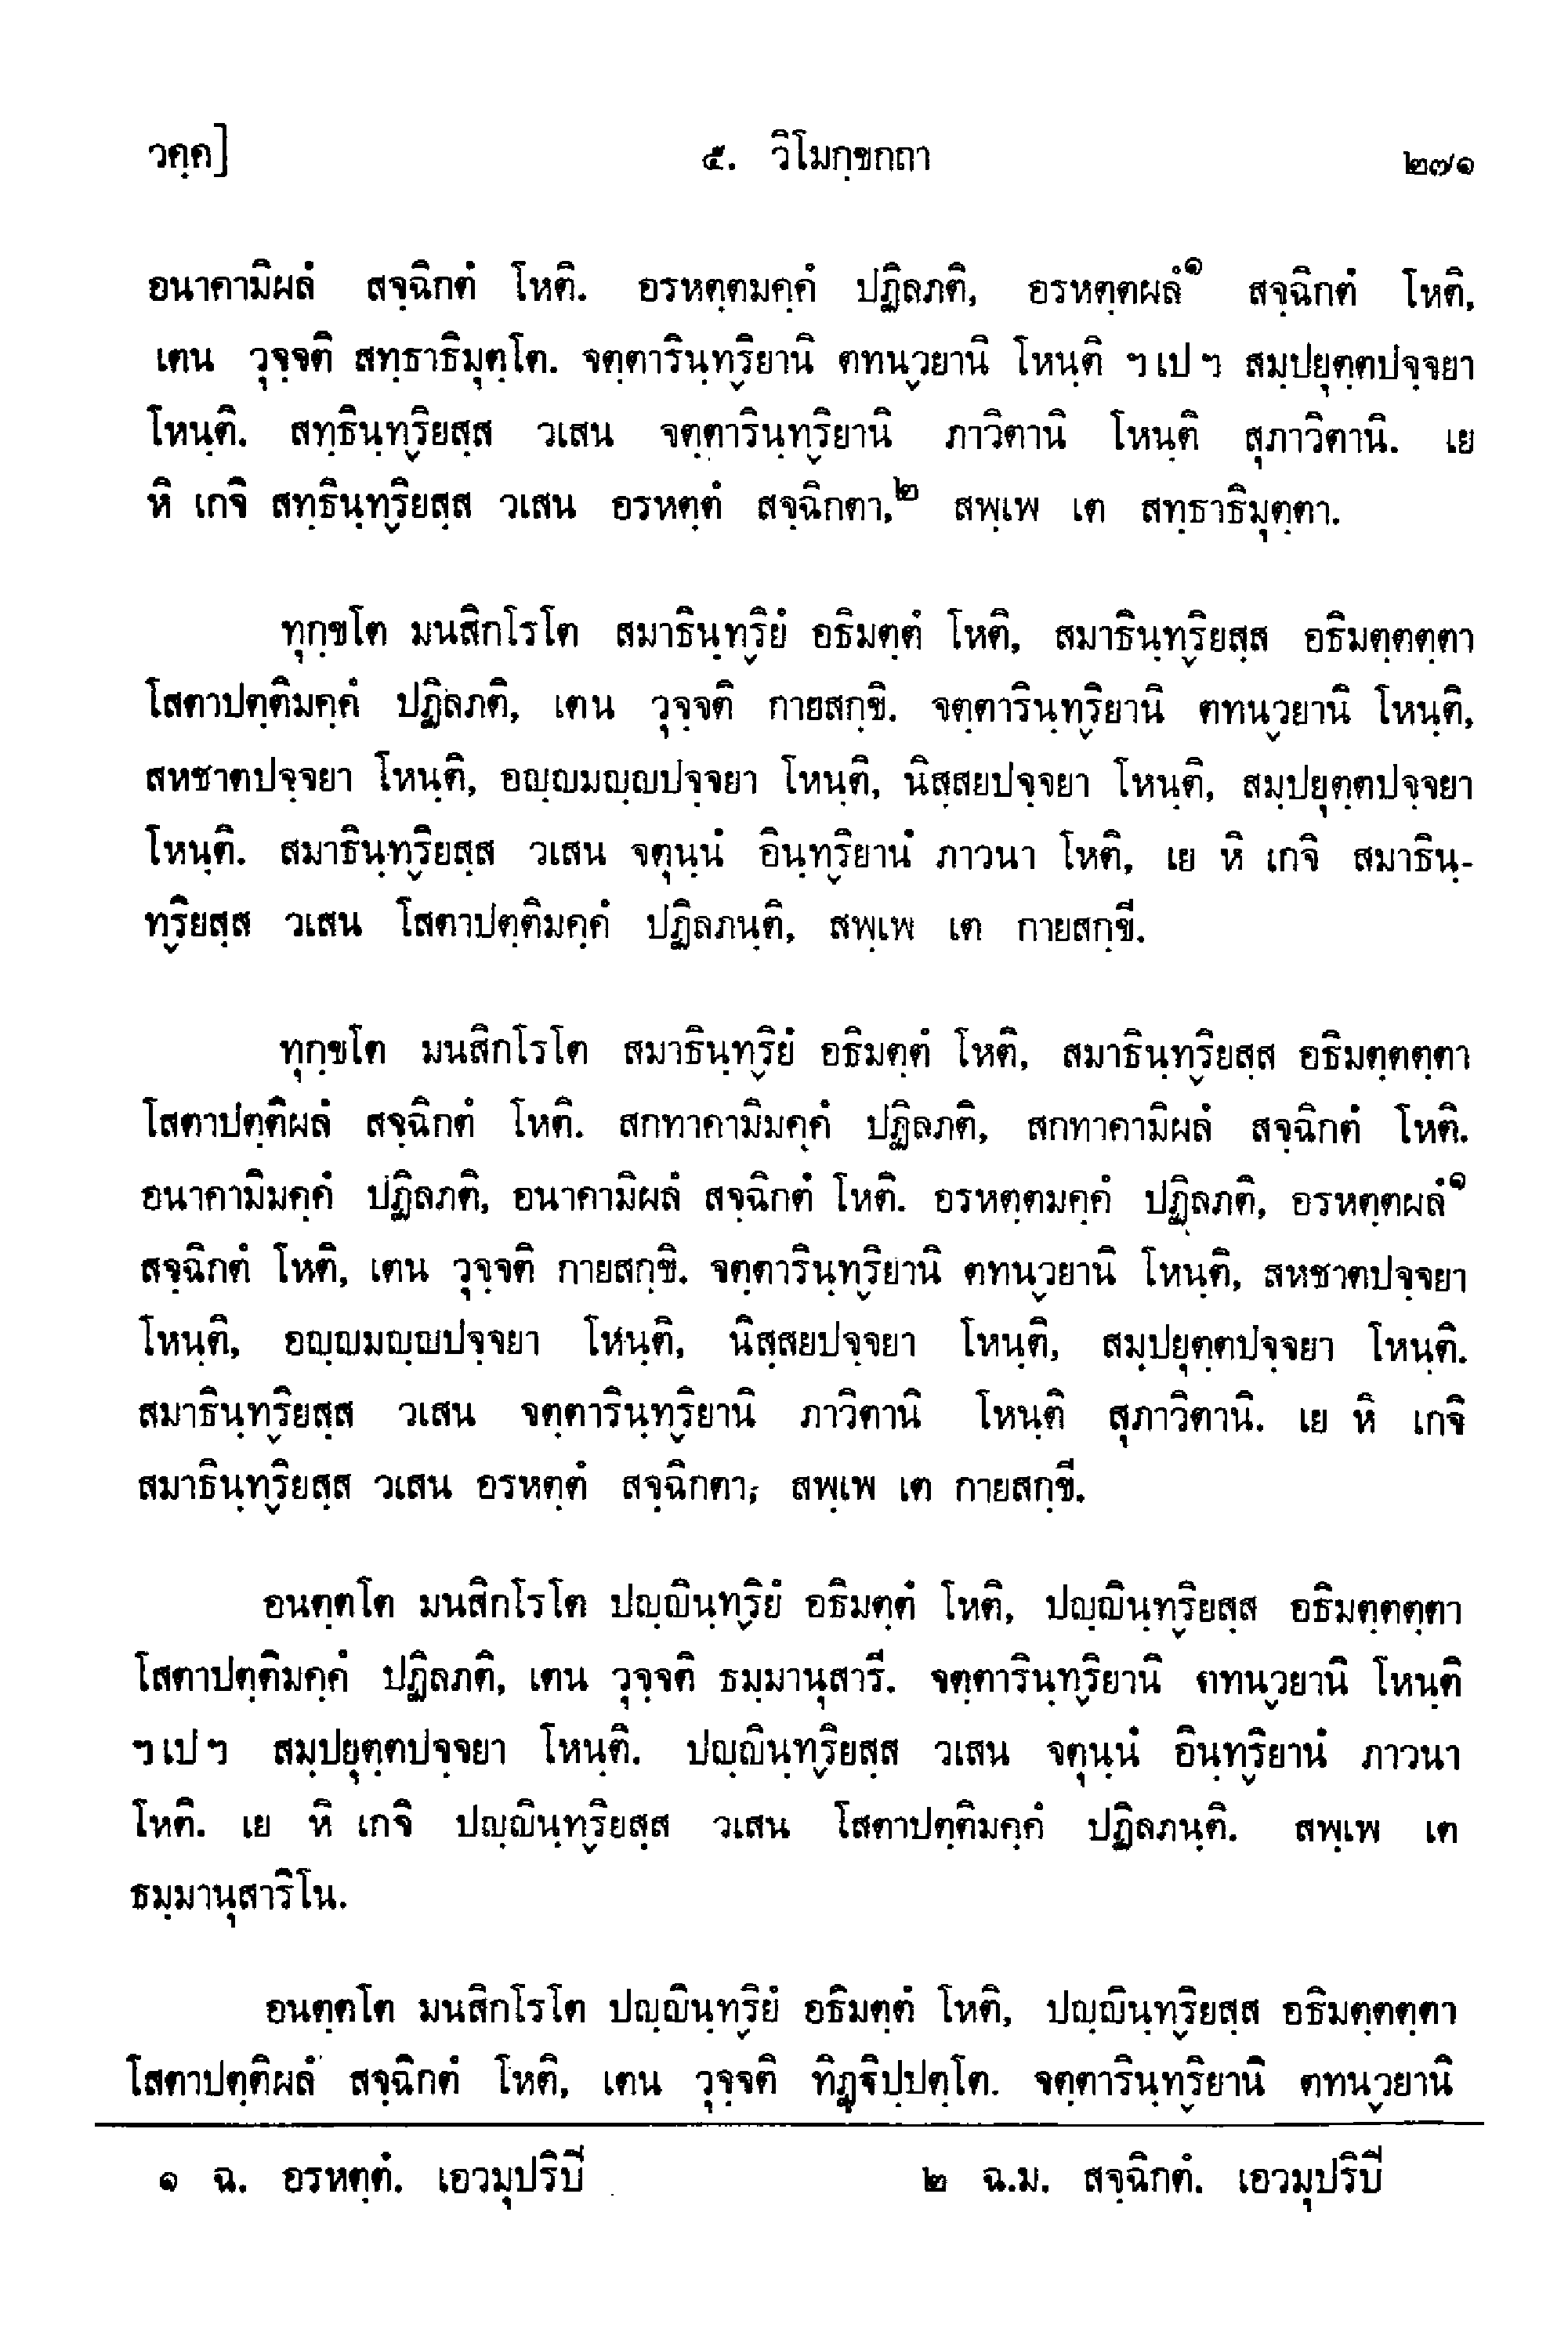 วคฺค] ๕. วิโมกฺขกถา ๒๗๑
อนาคามิผลํ สจฺฉิกตํ โหติ. อรหตฺตมคฺคํ ปฏิลภติ, อรหตฺตผลํ๑ สจฺฉิกตํ โหติ,
เตน วุจฺจติ สทฺธาธิมุตฺโต. จตฺตารินฺทฺริยานิ ตทนฺวยานิ โหนฺติ ฯ เป ฯ สมฺปยุตฺตปจฺจยา
โหนฺติ. สทฺธินฺทฺริยสฺส วเสน จตฺตารินฺทฺริยานิ ภาวิตานิ โหนฺติ สุภาวิตานิ. เย
หิ เกจิ สทฺธินฺทฺริยสฺส วเสน อรหตฺตํ สจฺฉิกตา,๒ สพฺเพ เต สทฺธาธิมุตฺตา.
ทุกฺขโต มนสิกโรโต สมาธินฺทฺริยํ อธิมตฺตํ โหติ, สมาธินฺทฺริยสฺส อธิมตฺตตฺตา
โสตาปตฺติมคฺคํ ปฏิลภติ, เตน วุจฺจติ กายสกฺขิ. จตฺตารินฺทฺริยานิ ตทนฺวยานิ โหนฺติ,
สหชาตปจฺจยา โหนฺติ, อญฺญมญฺญปจฺจยา โหนฺติ, นิสฺสยปจฺจยา โหนฺติ, สมฺปยุตฺตปจฺจยา
โหนฺติ. สมาธินฺทฺริยสฺส วเสน จตุนฺนํ อินฺทฺริยานํ ภาวนา โหติ, เย หิ เกจิ สมาธินฺ-
ทฺริยสฺส วเสน โสตาปตฺติมคฺคํ ปฏิลภนฺติ, สพฺเพ เต กายสกฺขี.
ทุกฺขโต มนสิกโรโต สมาธินฺทฺริยํ อธิมตฺตํ โหติ, สมาธินฺทฺริยสฺส อธิมตฺตตฺตา
โสตาปตฺติผลํ สจฺฉิกตํ โหติ. สกทาคามิมคฺคํ ปฏิลภติ, สกทาคามิผลํ สจฺฉิกตํ โหติ.
อนาคามิมคฺคํ ปฏิลภติ, อนาคามิผลํ สจฺฉิกตํ โหติ. อรหตฺตมคฺคํ ปฏิลภติ, อรหตฺตผลํ๑
สจฺฉิกตํ โหติ, เตน วุจฺจติ กายสกฺขิ. จตฺตารินฺทฺริยานิ ตทนฺวยานิ โหนฺติ, สหชาตปจฺจยา
โหนฺติ, อญฺญมญฺญปจฺจยา โหนฺติ, นิสฺสยปจฺจยา โหนฺติ, สมฺปยุตฺตปจฺจยา โหนฺติ.
สมาธินฺทฺริยสฺส วเสน จตฺตารินฺทฺริยานิ ภาวิตานิ โหนฺติ สุภาวิตานิ. เย หิ เกจิ
สมาธินฺทฺริยสฺส วเสน อรหตฺตํ สจฺฉิกตา, สพฺเพ เต กายสกฺขี.
อนตฺตโต มนสิกโรโต ปญฺญินฺทฺริยํ อธิมตฺตํ โหติ, ปญฺญินฺทฺริยสฺส อธิมตฺตตฺตา
โสตาปตฺติมคฺคํ ปฏิลภติ, เตน วุจฺจติ ธมฺมานุสารี. จตฺตารินฺทฺริยานิ ตทนฺวยานิ โหนฺติ
ฯ เป ฯ สมฺปยุตฺตปจฺจยา โหนฺติ. ปญฺญินฺทฺริยสฺส วเสน จตุนฺนํ อินฺทฺริยานํ ภาวนา
โหติ. เย หิ เกจิ ปญฺญินฺทฺริยสฺส วเสน โสตาปตฺติมคฺคํ ปฏิลภนฺติ. สพฺเพ เต
ธมฺมานุสาริโน.
อนตฺตโต มนสิกโรโต ปญฺญินฺทฺริยํ อธิมตฺตํ โหติ, ปญฺญินฺทฺริยสฺส อธิมตฺตตฺตา
โสตาปตฺติผลํ สจฺฉิกตํ โหติ, เตน วุจฺจติ ทิฏฺฐิปฺปตฺโต. จตฺตารินฺทฺริยานิ ตทนฺวยานิ
๑ ฉ. อรหตฺตํ. เอวมุปริปิ ๒ ฉ.ม. สจฺฉิกตํ. เอวมุปริปิ